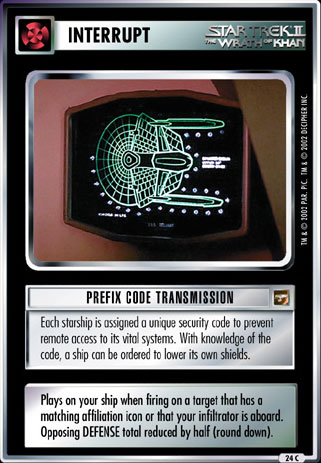 INTERRUPT
STAR TREK II
THE WRATH OF KHAN
TM & © 2002 PAR. PIC. TM & © 2002 DECIPHER INC.
PREFIX CODE TRANSMISSION
Each starship is assigned a unique security code to prevent
remote access to its vital systems. With knowledge of the
code, a ship can be ordered to lower its own shields.
Plays on your ship when firing on a target that has a
matching affiliation icon or that your infiltrator is aboard.
Opposing DEFENSE total reduced by half (round down).
24 C